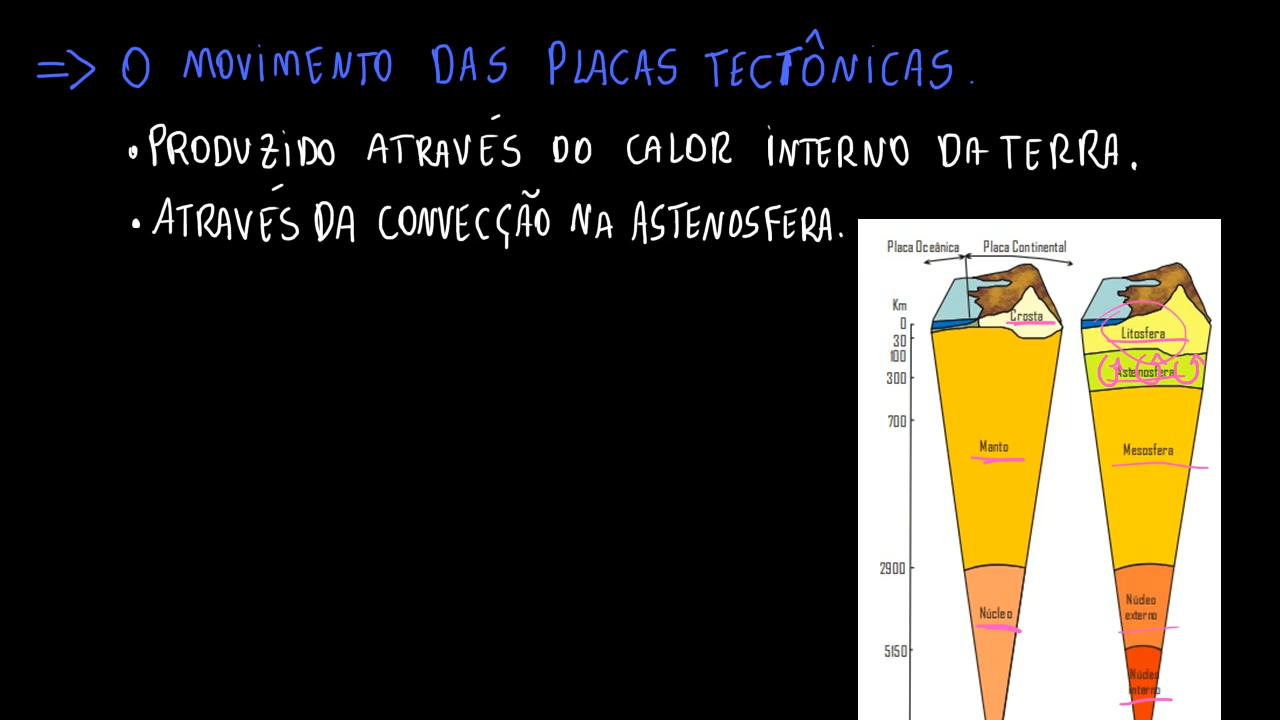 => O MOVIMENTO DAS PLACAS TECTÔNICAS.
• PRODUZIDO ATRAVÉS DO CALOR INTERNO DA TERRA.
• ATRAVÉS DA CONVECÇÃO NA ASTENOSFERA.
Placa Oceânica Placa Continental
Km
0
30
100
300
700
2900
5150
Crosta
Manto
Núcleo
Litosfera
Astenosfera
Mesosfera
Núcleo
externo
Núcleo
interno